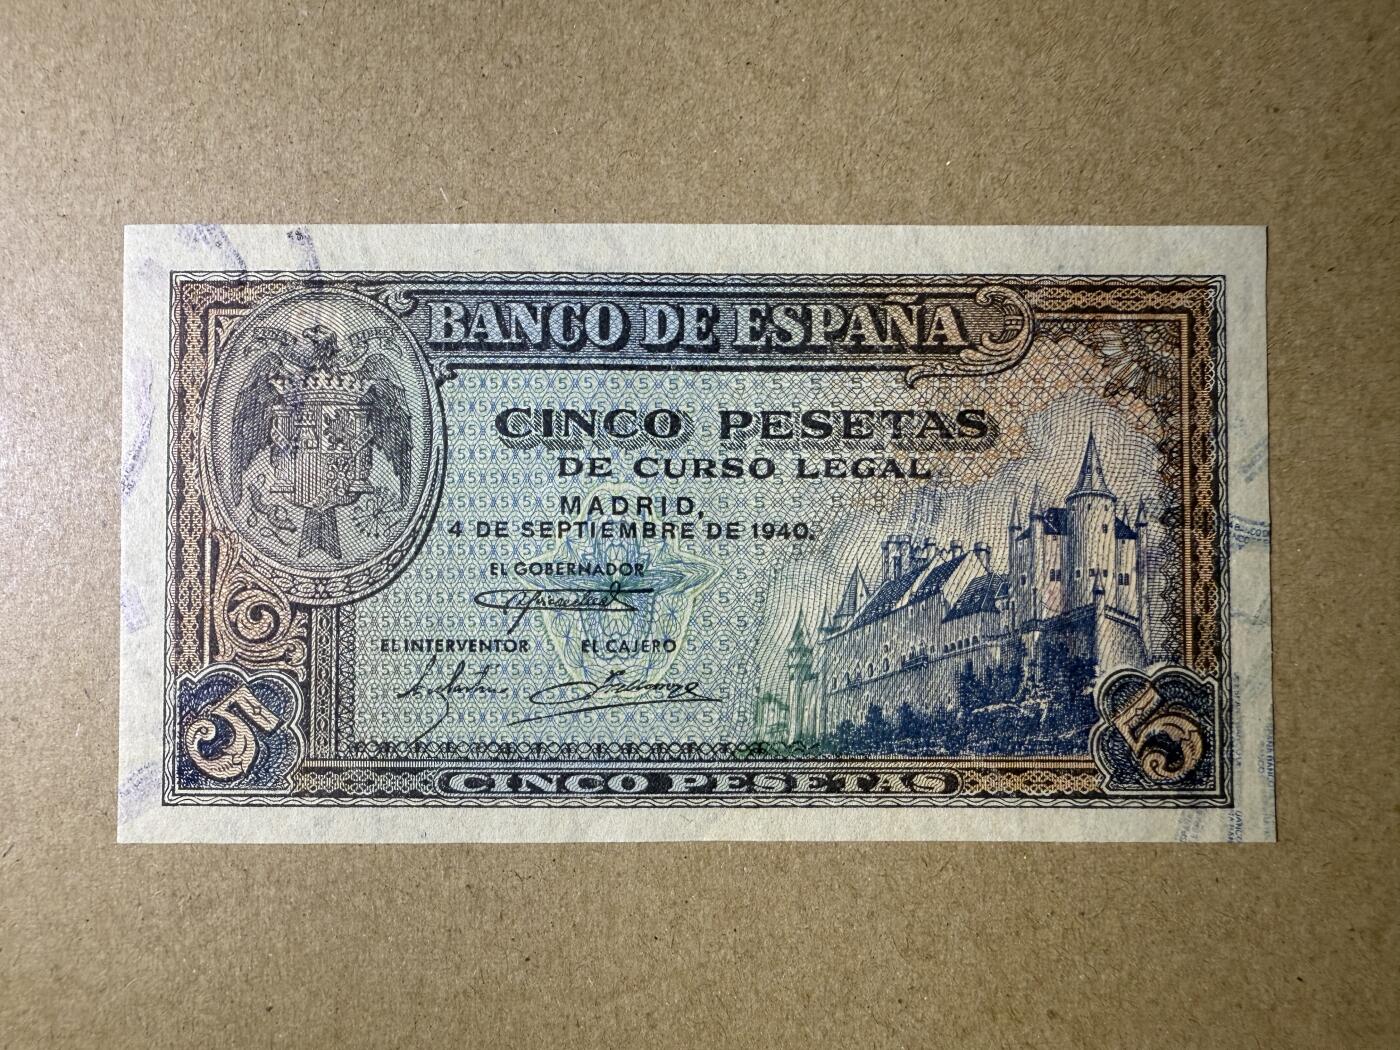 BANCO DE ESPAÑA
CINCO PESETAS
DE CURSO LEGAL
MADRID,
4 DE SEPTIEMBRE DE 1940.
EL GOBERNADOR
EL INTERVENTOR EL CAJERO
5 5
CINCO PESETAS